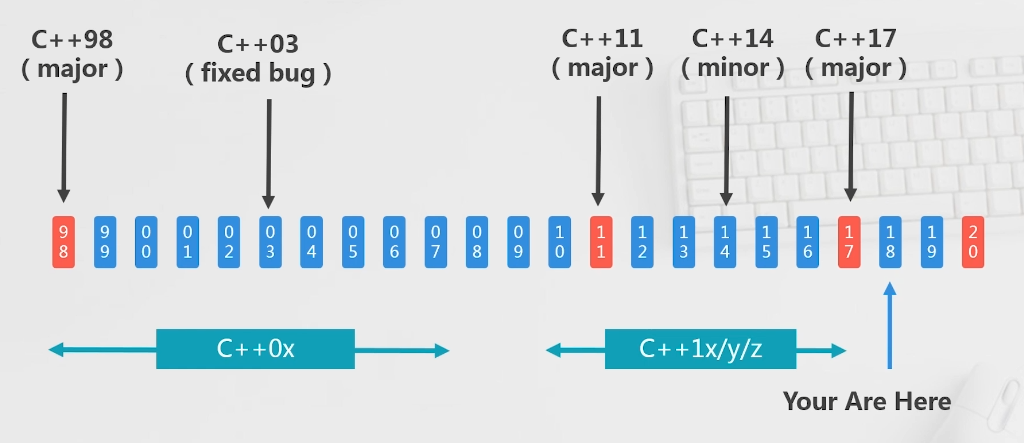 C++98
( major )
C++03
( fixed bug )
C++11
( major )
C++14
( minor )
C++17
( major )
98
99
00
01
02
03
04
05
06
07
08
09
10
11
12
13
14
15
16
17
18
19
20
C++0x
C++1x/y/z
Your Are Here